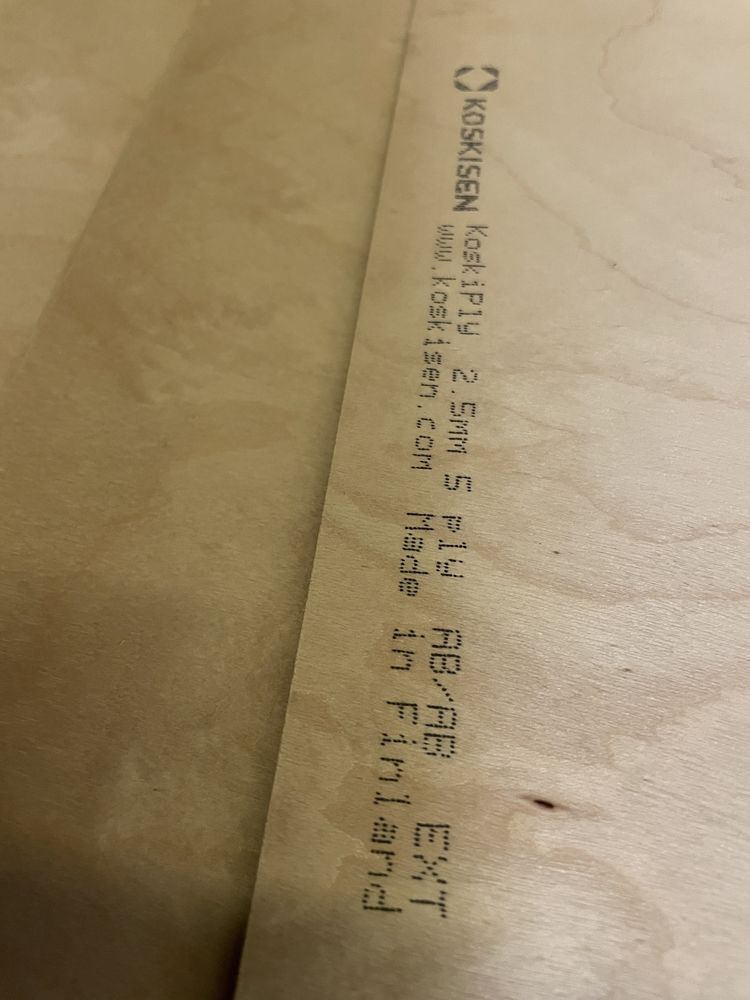 KOSKISEN KoskiPly 2.5MM 5 Ply AB/AB EXT
www.koskisen.com Made in Finland